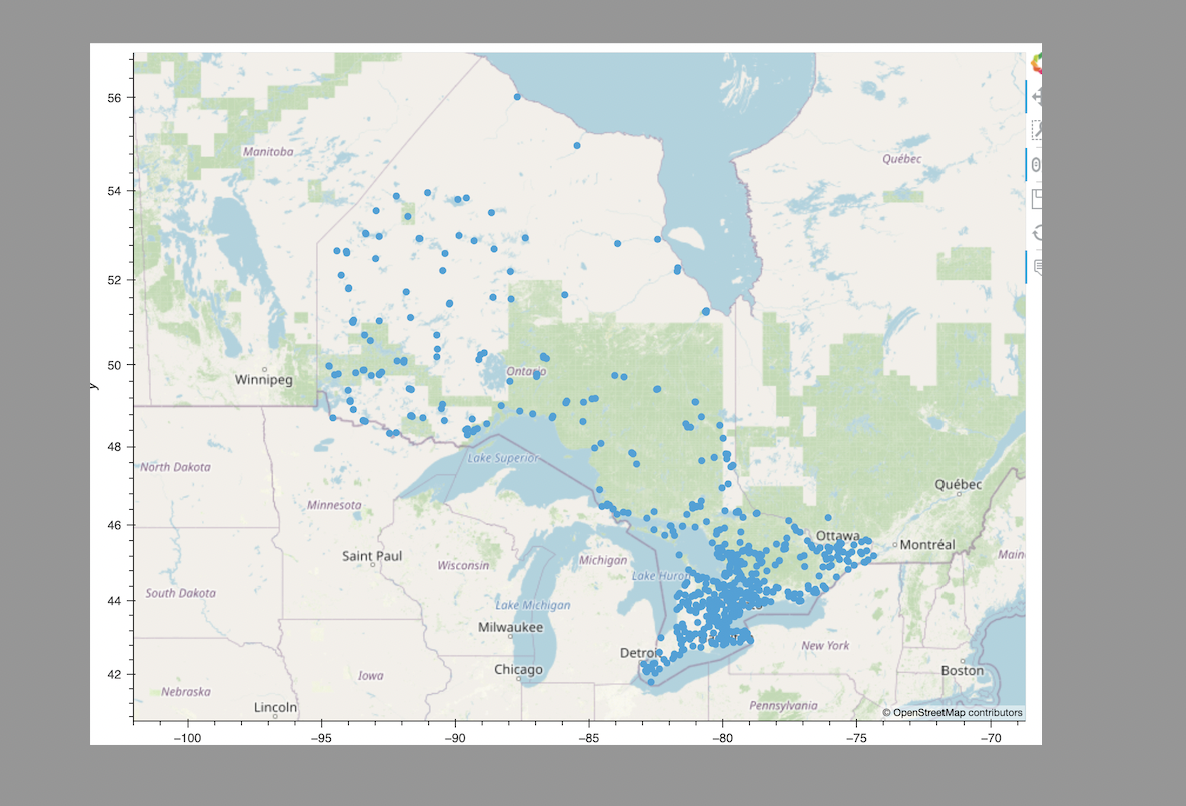 56
Manitoba
Québec
54
52
50
Ontario
Winnipeg
y
48
North Dakota
Lake Superior
Québec
Minnesota
46
Ottawa
Montréal
Saint Paul
Wisconsin
Michigan
Lake Huron
South Dakota
44
Lake Michigan
Milwaukee
New York
Detroi
42
Chicago
Boston
Iowa
Nebraska
Pennsylvania
Lincoln
© OpenStreetMap contributors
−100
−95
−90
−85
−80
−75
−70